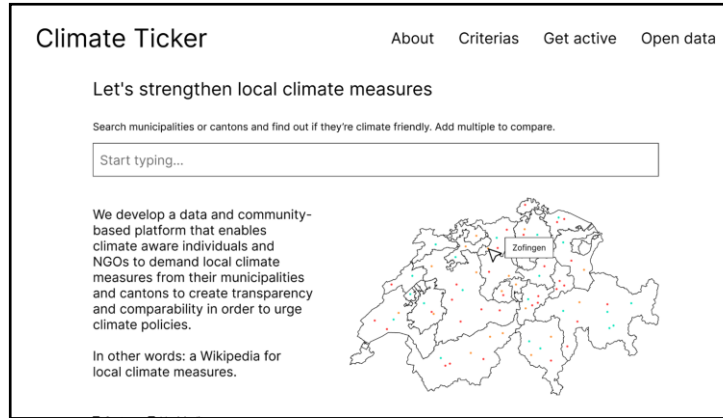 Climate Ticker
About Criterias Get active Open data
Let's strengthen local climate measures
Search municipalities or cantons and find out if they're climate friendly. Add multiple to compare.
Start typing...
We develop a data and community-
based platform that enables
climate aware individuals and
NGOs to demand local climate
measures from their municipalities
and cantons to create transparency
and comparability in order to urge
climate policies.
In other words: a Wikipedia for
local climate measures.
Zofingen